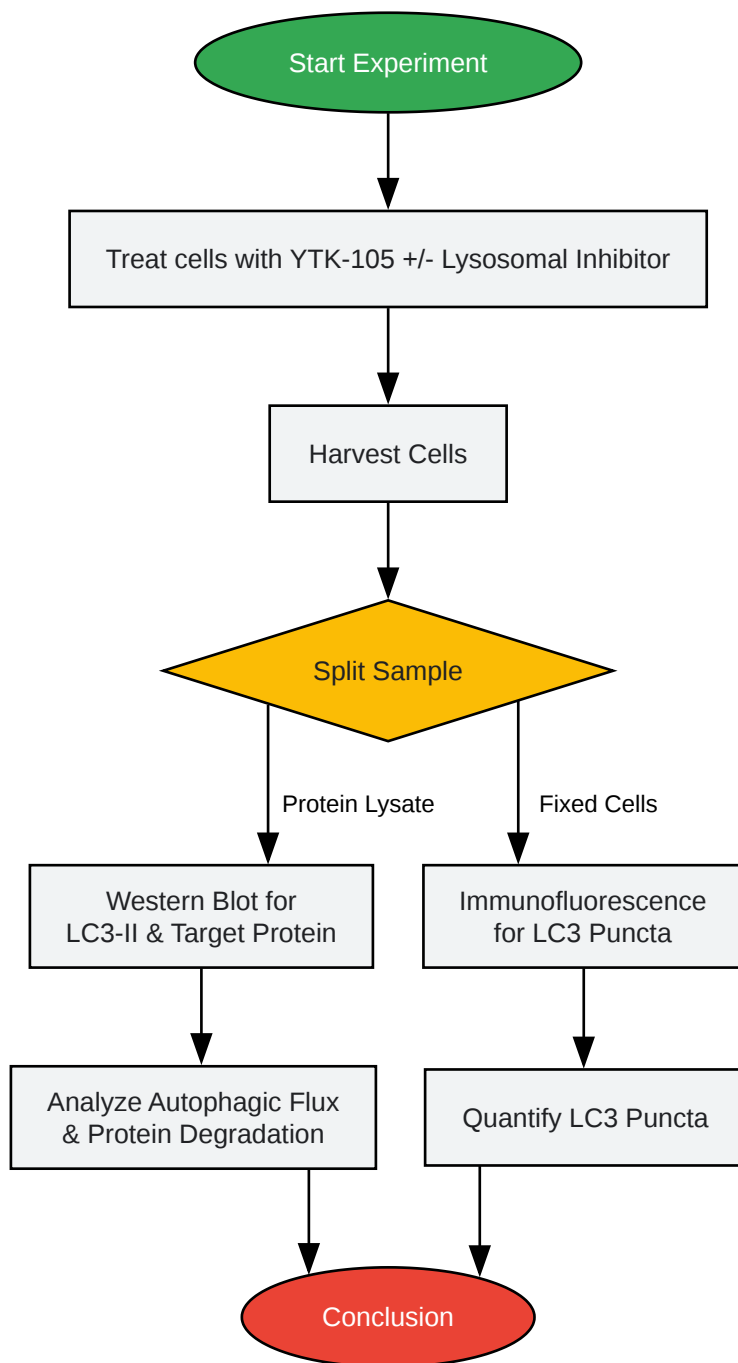 Start Experiment
Treat cells with YTK-105 +/- Lysosomal Inhibitor
Harvest Cells
Split Sample
Protein Lysate
Fixed Cells
Western Blot for
LC3-II & Target Protein
Immunofluorescence
for LC3 Puncta
Analyze Autophagic Flux
& Protein Degradation
Quantify LC3 Puncta
Conclusion